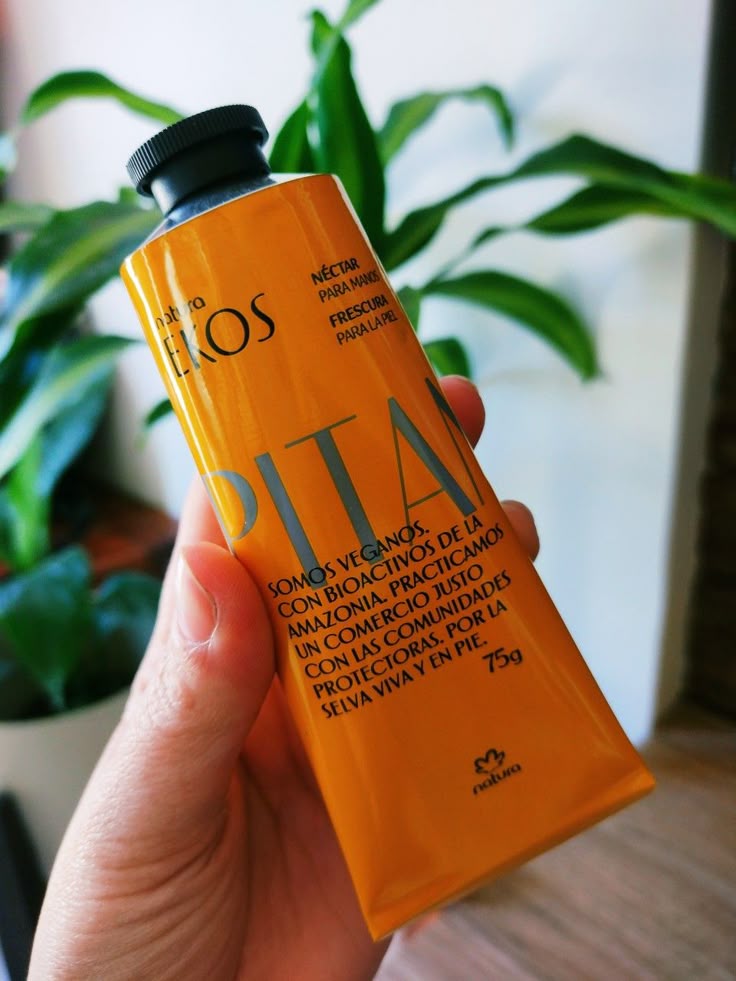 natura
EKOS
NÉCTAR
PARA MANOS
FRESCURA
PARA LA PIEL
PITAN
SOMOS VEGANOS.
CON BIOACTIVOS DE LA
AMAZONIA. PRACTICAMOS
UN COMERCIO JUSTO
CON LAS COMUNIDADES
PROTECTORAS. POR LA
SELVA VIVA Y EN PIE.
75g
natura